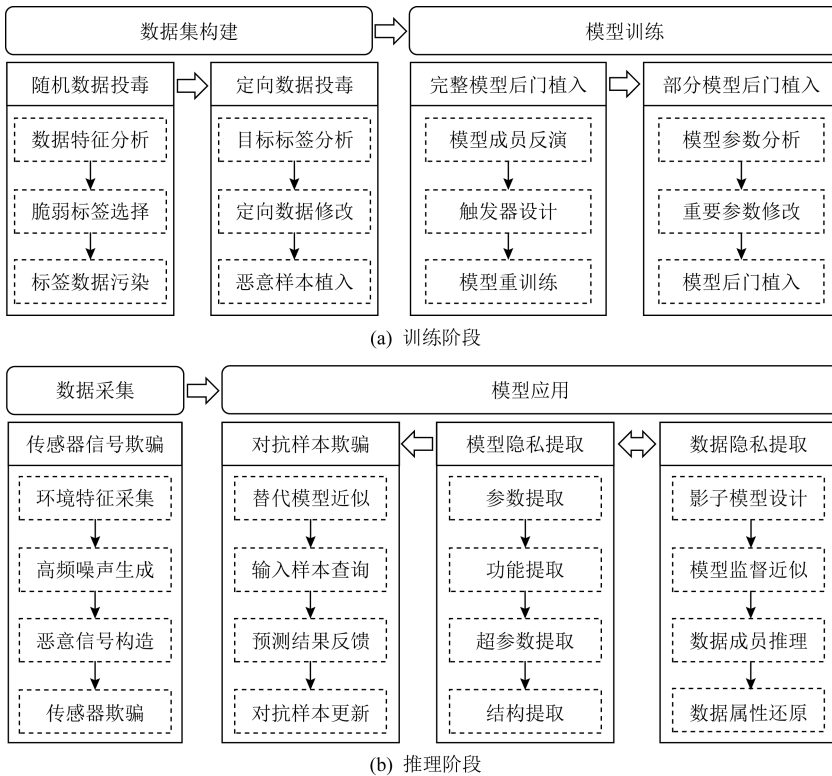 数据集构建
模型训练
随机数据投毒
定向数据投毒
完整模型后门植入
部分模型后门植入
数据特征分析
目标标签分析
模型成员反演
模型参数分析
脆弱标签选择
定向数据修改
触发器设计
重要参数修改
标签数据污染
恶意样本植入
模型重训练
模型后门植入
(a) 训练阶段
数据采集
模型应用
传感器信号欺骗
对抗样本欺骗
模型隐私提取
数据隐私提取
环境特征采集
替代模型近似
参数提取
影子模型设计
高频噪声生成
输入样本查询
功能提取
模型监督近似
恶意信号构造
预测结果反馈
超参数提取
数据成员推理
传感器欺骗
对抗样本更新
结构提取
数据属性还原
(b) 推理阶段